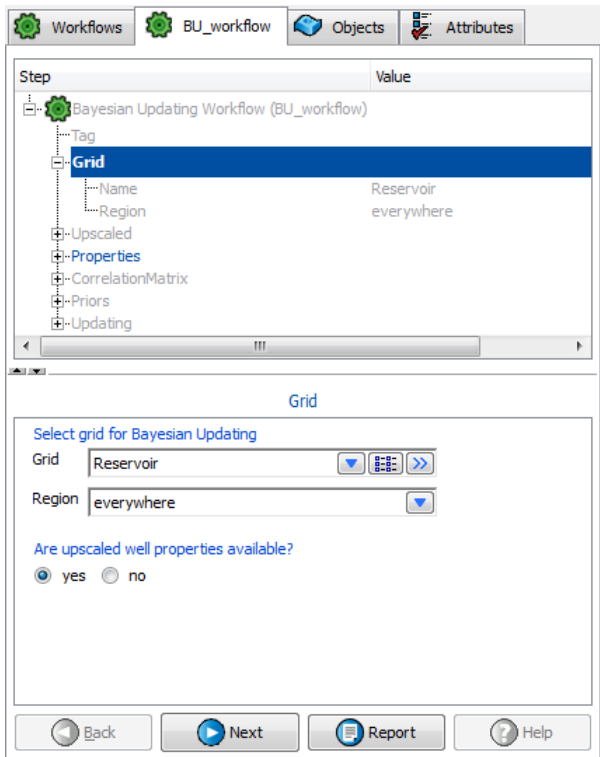 Workflows BU_workflow Objects Attributes
Step Value
Bayesian Updating Workflow (BU_workflow)
Tag
Grid
Name Reservoir
Region everywhere
Upscaled
Properties
CorrelationMatrix
Priors
Updating
Grid
Select grid for Bayesian Updating
Grid Reservoir
Region everywhere
Are upscaled well properties available?
yes no
Back Next Report Help